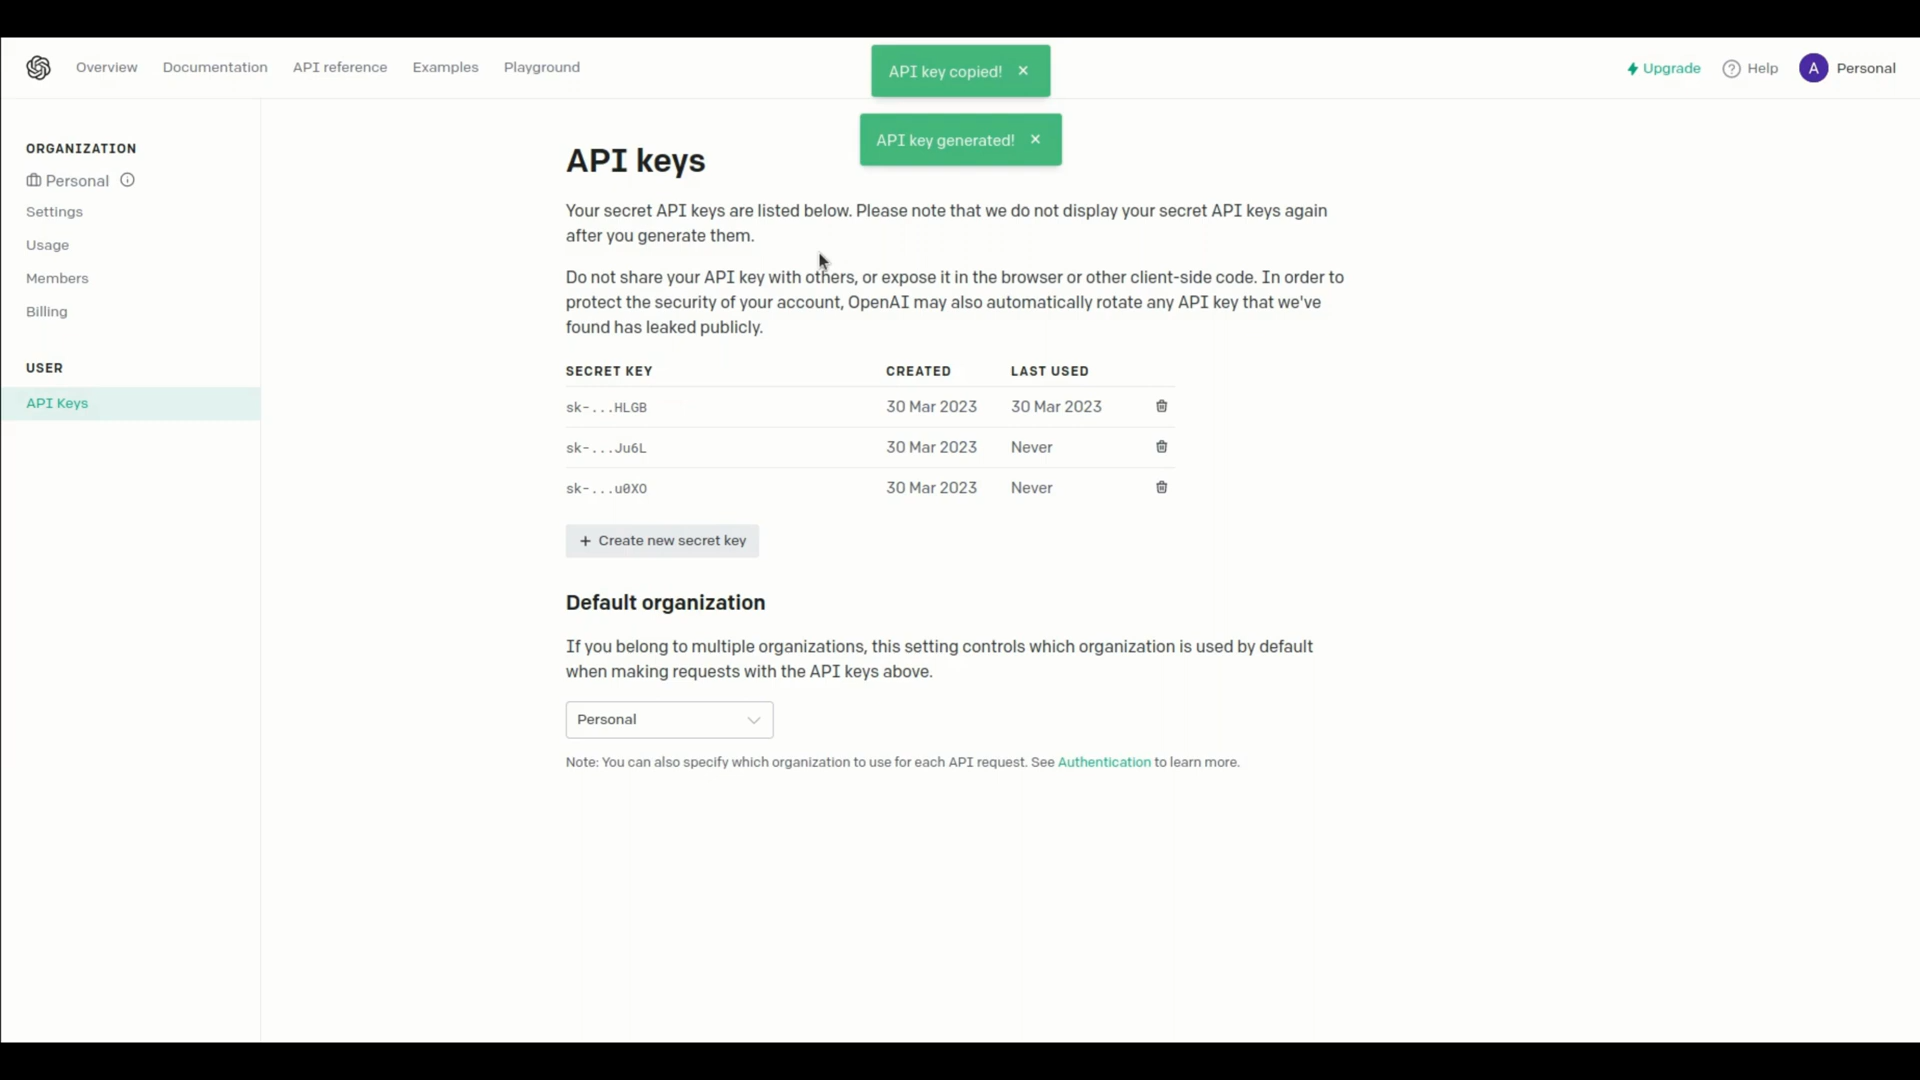 Overview Documentation API reference Examples Playground
API key copied!
Upgrade Help A Personal
API key generated!
ORGANIZATION
Personal
Settings
Usage
Members
Billing
USER
API Keys
API keys
Your secret API keys are listed below. Please note that we do not display your secret API keys again
after you generate them.
Do not share your API key with others, or expose it in the browser or other client-side code. In order to
protect the security of your account, OpenAI may also automatically rotate any API key that we've
found has leaked publicly.
SECRET KEY CREATED LAST USED
sk-...HLGB 30 Mar 2023 30 Mar 2023
sk-...Ju6L 30 Mar 2023 Never
sk-...u0XO 30 Mar 2023 Never
+ Create new secret key
Default organization
If you belong to multiple organizations, this setting controls which organization is used by default
when making requests with the API keys above.
Personal
Note: You can also specify which organization to use for each API request. See Authentication to learn more.